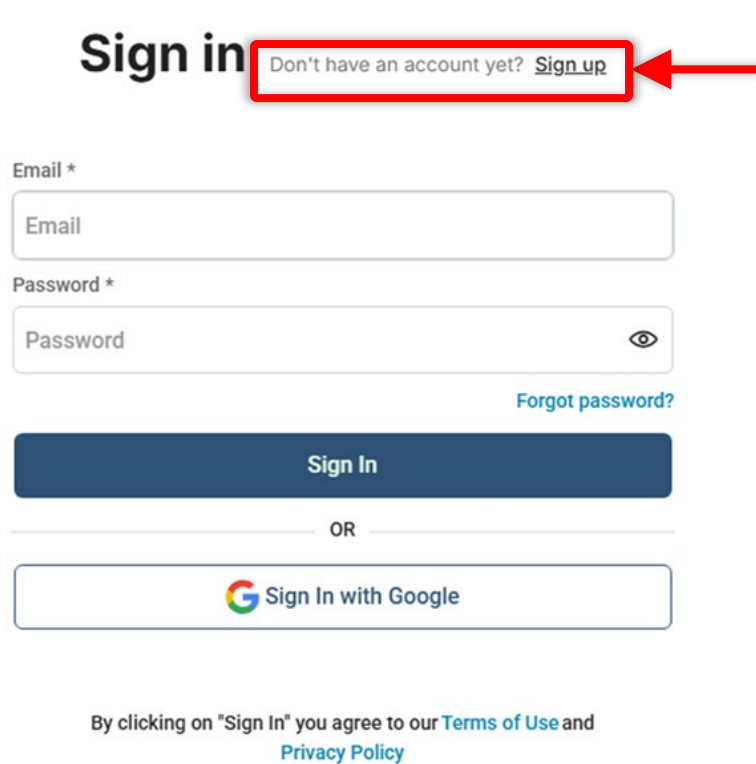 Sign in Don't have an account yet? Sign up
Email *
Email
Password *
Password
Forgot password?
Sign In
OR
Sign In with Google
By clicking on "Sign In" you agree to our Terms of Use and
Privacy Policy